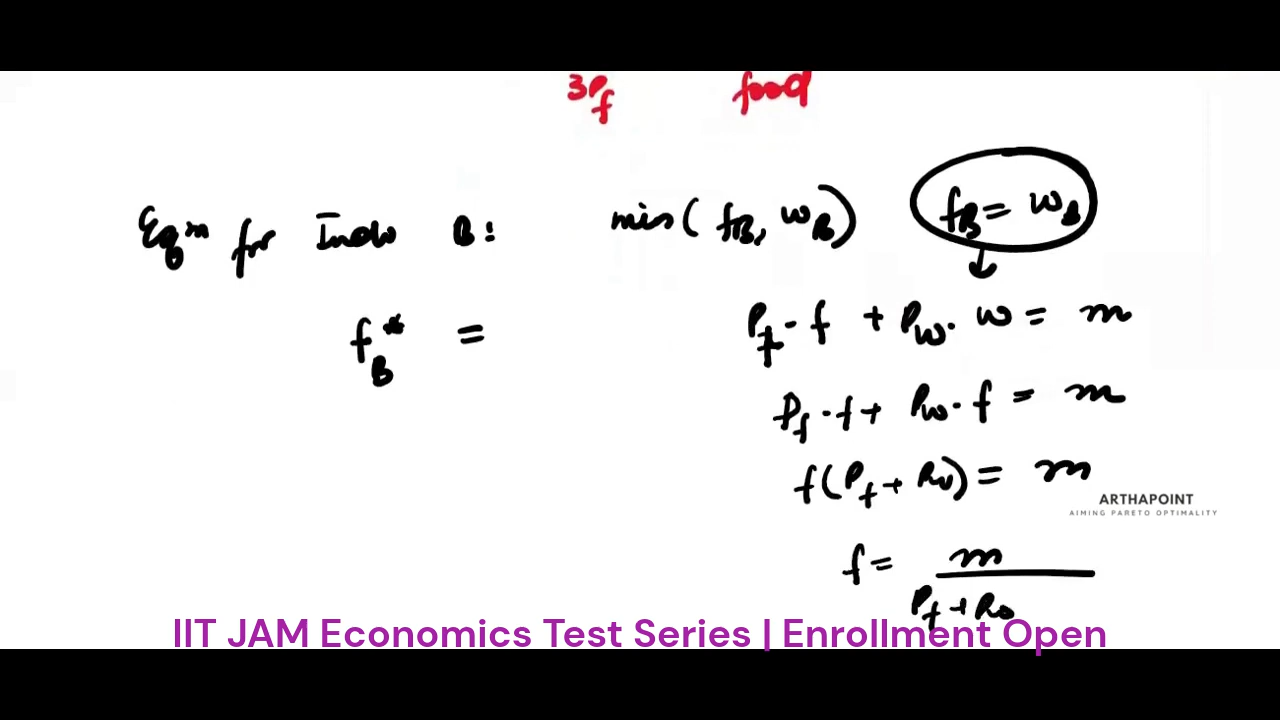 3Pf food
Eqm for Indv B: min(fB, wB) fB = wB
Pf · f + Pw · w = m
fB* =
Pf · f + Pw · f = m
f(Pf + Pw) = m
ARTHAPOINT
AIMING PARETO OPTIMALITY
f = m
Pf + Pw
IIT JAM Economics Test Series | Enrollment Open